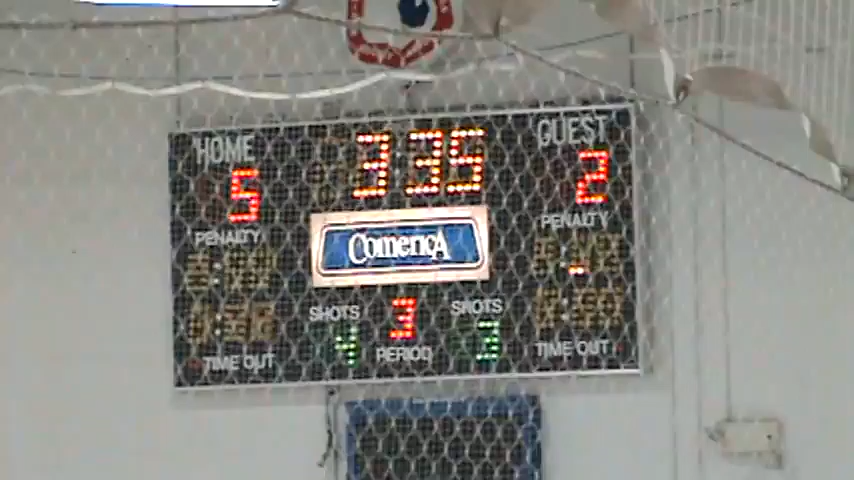 HOME 3 35 GUEST
5 2
PENALTY ComericA PENALTY
SHOTS 3 SHOTS
4 PERIOD 3
TIME OUT TIME OUT